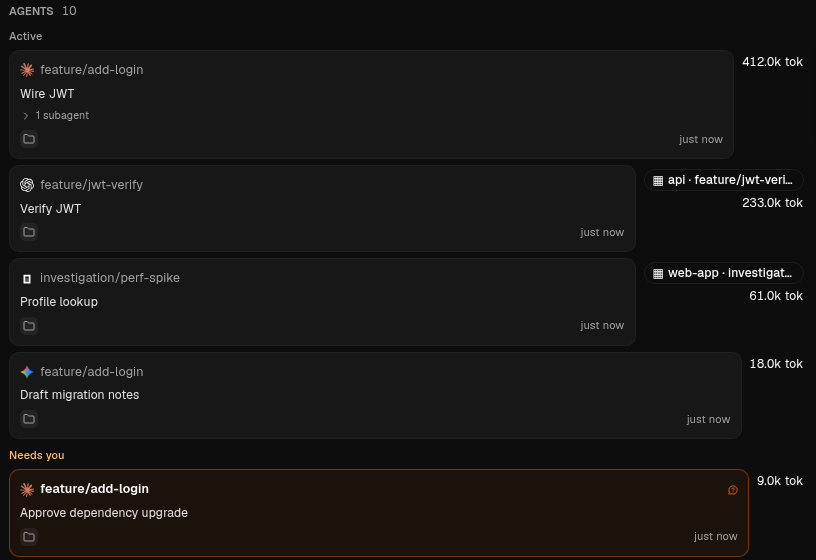 AGENTS 10
Active
feature/add-login
412.0k tok
Wire JWT
1 subagent
just now
feature/jwt-verify
api · feature/jwt-veri...
Verify JWT
233.0k tok
just now
investigation/perf-spike
web-app · investigat...
Profile lookup
61.0k tok
just now
feature/add-login
18.0k tok
Draft migration notes
just now
Needs you
feature/add-login
9.0k tok
Approve dependency upgrade
just now